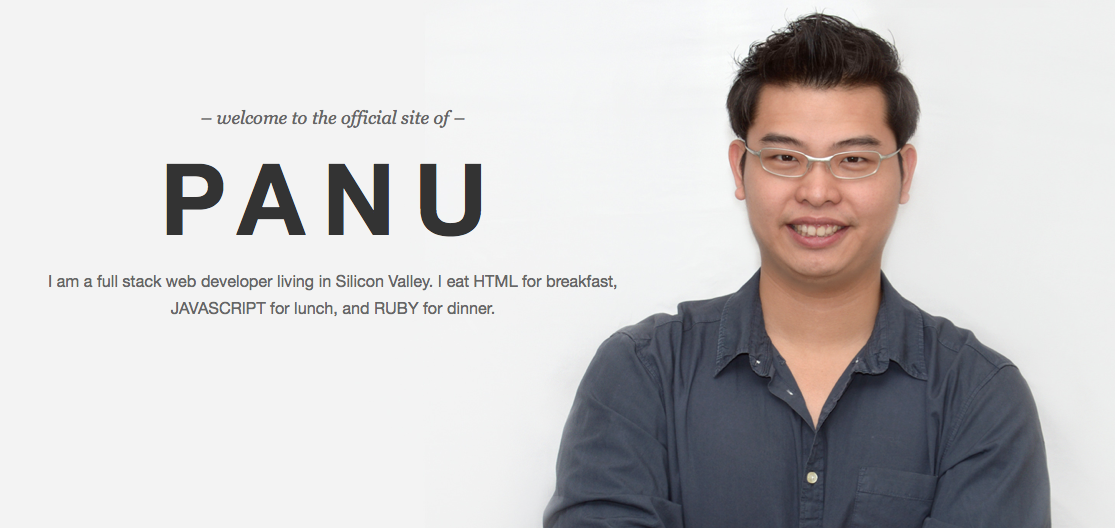 – welcome to the official site of –
PANU
I am a full stack web developer living in Silicon Valley. I eat HTML for breakfast,
JAVASCRIPT for lunch, and RUBY for dinner.